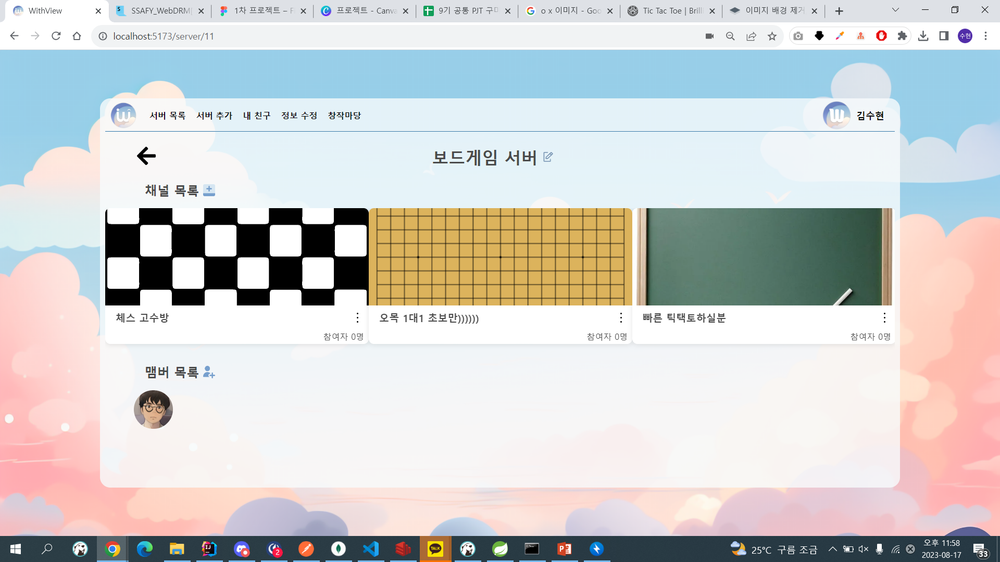 WithView
SSAFY_WebDRM
1차 프로젝트 – F
프로젝트 - Canva
9기 공통 PJT 구미
o x 이미지 - Goo
Tic Tac Toe | Brill
이미지 배경 제거
localhost:5173/server/11
수현
서버 목록 서버 추가 내 친구 정보 수정 창작마당
김수현
보드게임 서버
채널 목록
체스 고수방
참여자 0명
오목 1대1 초보만))))))
참여자 0명
빠른 틱택토하실분
참여자 0명
맴버 목록
2
TALK
25°C 구름 조금
오후 11:58
2023-08-17
33